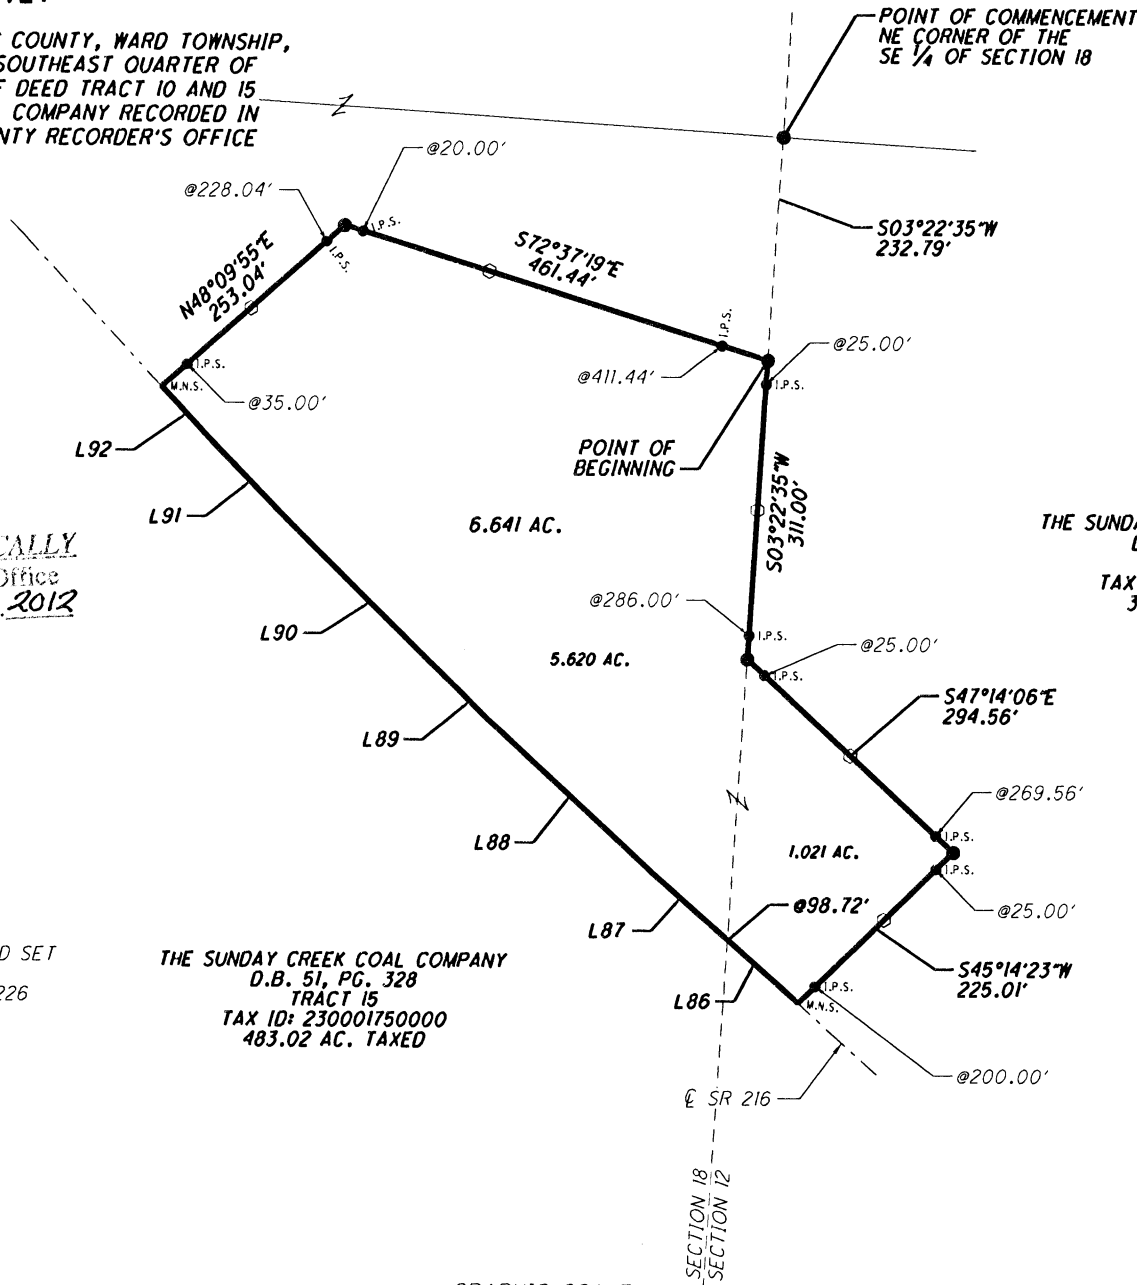 COUNTY, WARD TOWNSHIP,
SOUTHEAST QUARTER OF
DEED TRACT 10 AND 15
COMPANY RECORDED IN
RECORDER'S OFFICE
POINT OF COMMENCEMENT
NE CORNER OF THE
SE 1/4 OF SECTION 18
@20.00'
@228.04'
I.P.S.
I.P.S.
S03°22'35"W
232.79'
N48°09'55"E
253.04'
S72°37'19"E
461.44'
I.P.S.
@25.00'
@411.44'
I.P.S.
I.P.S.
M.N.S.
@35.00'
L92
POINT OF
BEGINNING
S03°22'35"W
311.00'
L91
6.641 AC.
Office
2012
TAX
@286.00'
L90
I.P.S.
@25.00'
5.620 AC.
I.P.S.
S47°14'06"E
294.56'
L89
@269.56'
L88
I.P.S.
1.021 AC.
I.P.S.
@98.72'
@25.00'
L87
SET
226
THE SUNDAY CREEK COAL COMPANY
D.B. 51, PG. 328
TRACT 15
TAX ID: 230001750000
483.02 AC. TAXED
S45°14'23"W
225.01'
L86
I.P.S.
M.N.S.
@200.00'
℄ SR 216
SECTION 18
SECTION 12